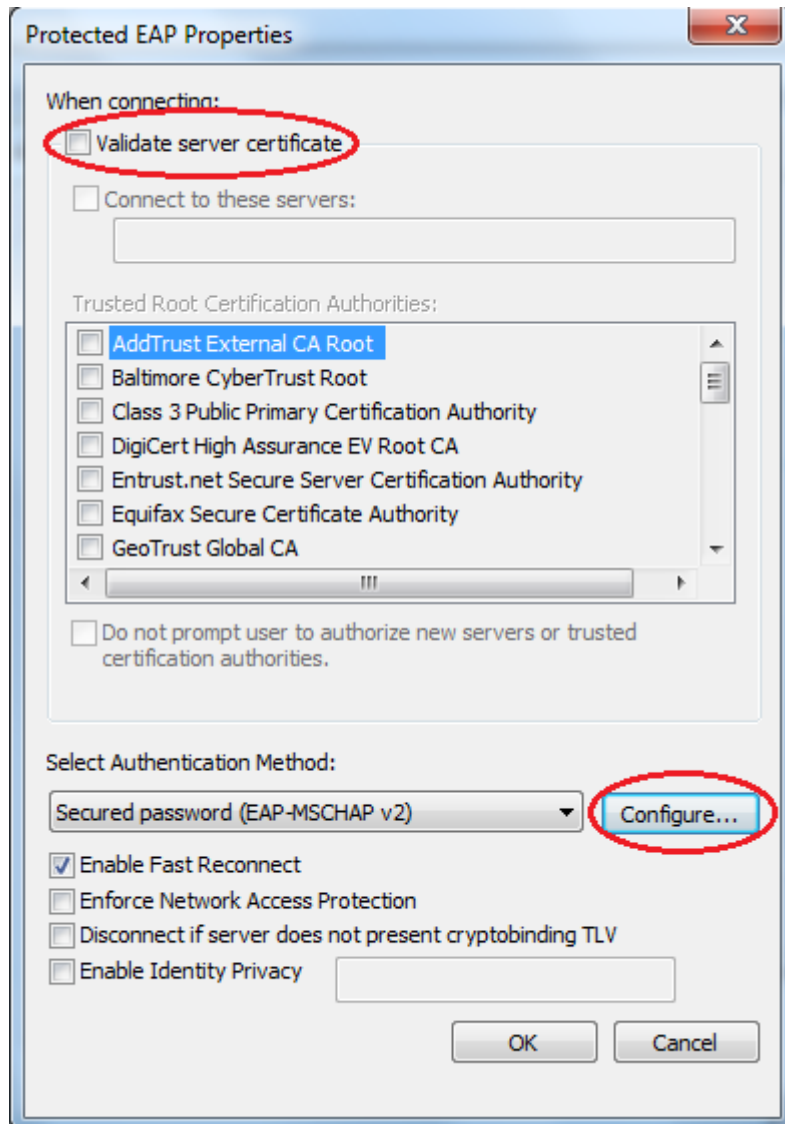 Protected EAP Properties
When connecting:
Validate server certificate
Connect to these servers:
Trusted Root Certification Authorities:
AddTrust External CA Root
Baltimore CyberTrust Root
Class 3 Public Primary Certification Authority
DigiCert High Assurance EV Root CA
Entrust.net Secure Server Certification Authority
Equifax Secure Certificate Authority
GeoTrust Global CA
Do not prompt user to authorize new servers or trusted
certification authorities.
Select Authentication Method:
Secured password (EAP-MSCHAP v2)
Configure...
Enable Fast Reconnect
Enforce Network Access Protection
Disconnect if server does not present cryptobinding TLV
Enable Identity Privacy
OK
Cancel